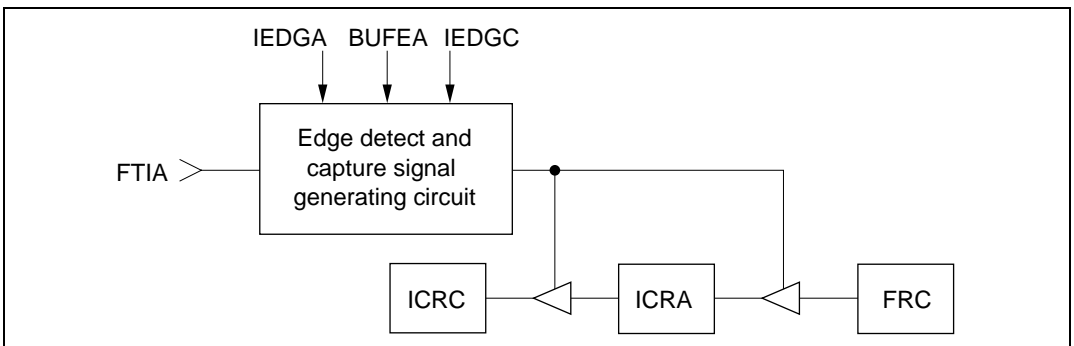 IEDGA BUFEA IEDGC
FTIA
Edge detect and
capture signal
generating circuit
ICRC ICRA FRC